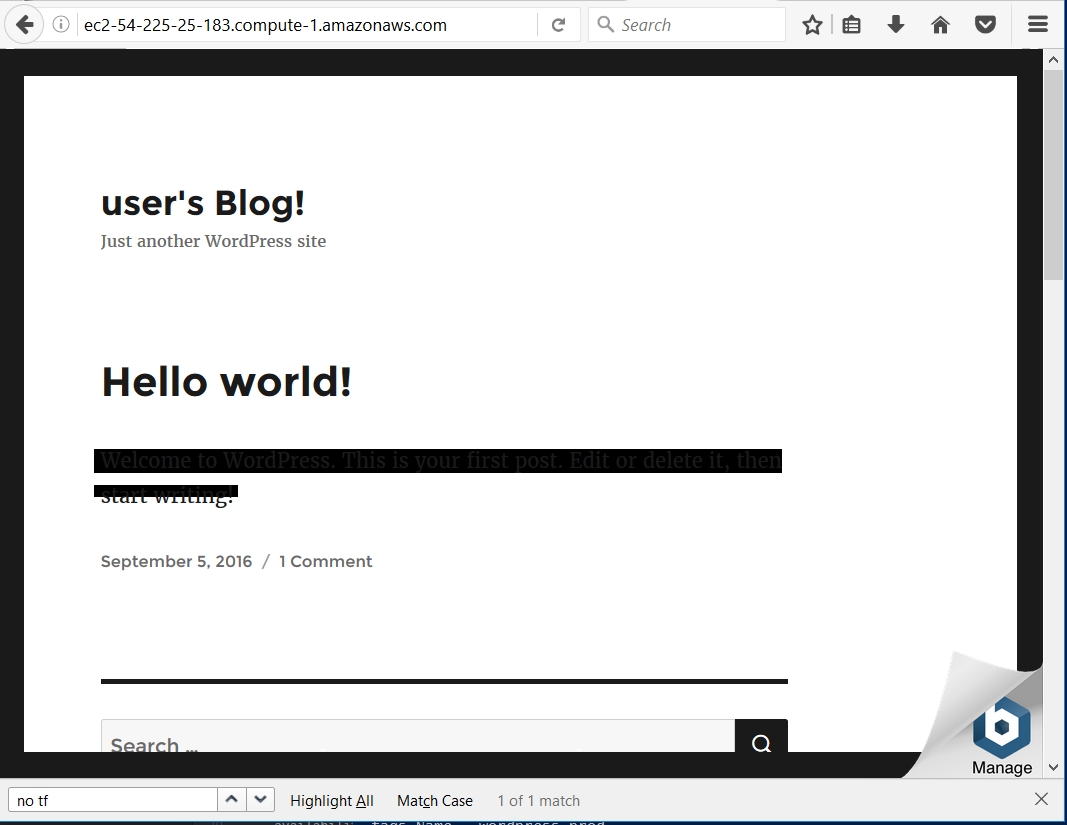 ec2-54-225-25-183.compute-1.amazonaws.com
Search
user's Blog!
Just another WordPress site
Hello world!
Welcome to WordPress. This is your first post. Edit or delete it, then
start writing!
September 5, 2016 / 1 Comment
Search ...
Manage
no tf
Highlight All Match Case 1 of 1 match